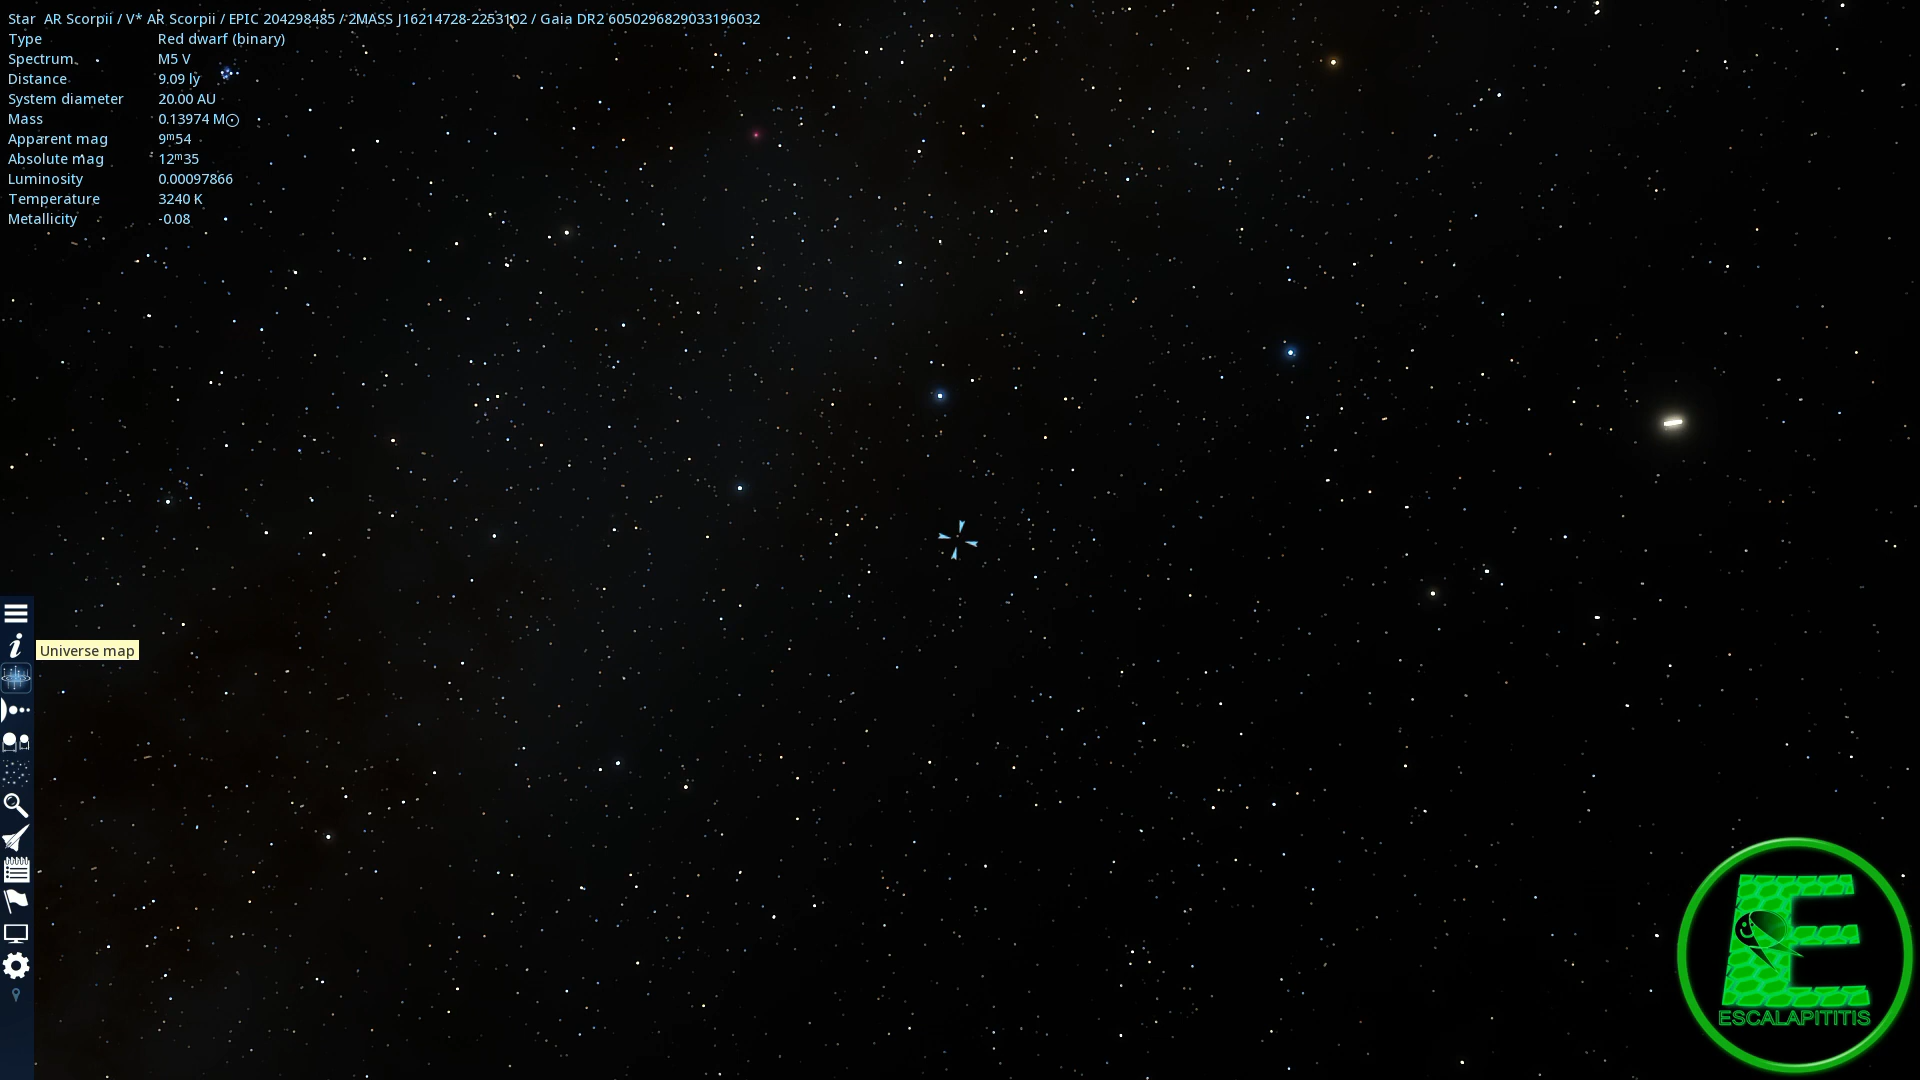 Star AR Scorpii / V* AR Scorpii / EPIC 204298485 / 2MASS J16214728-2253102 / Gaia DR2 6050296829033196032
Type Red dwarf (binary)
Spectrum M5 V
Distance 9.09 ly
System diameter 20.00 AU
Mass 0.13974 M☉
Apparent mag 9ᵐ54
Absolute mag 12ᵐ35
Luminosity 0.00097866
Temperature 3240 K
Metallicity -0.08
Universe map
E
ESCALAPITITIS